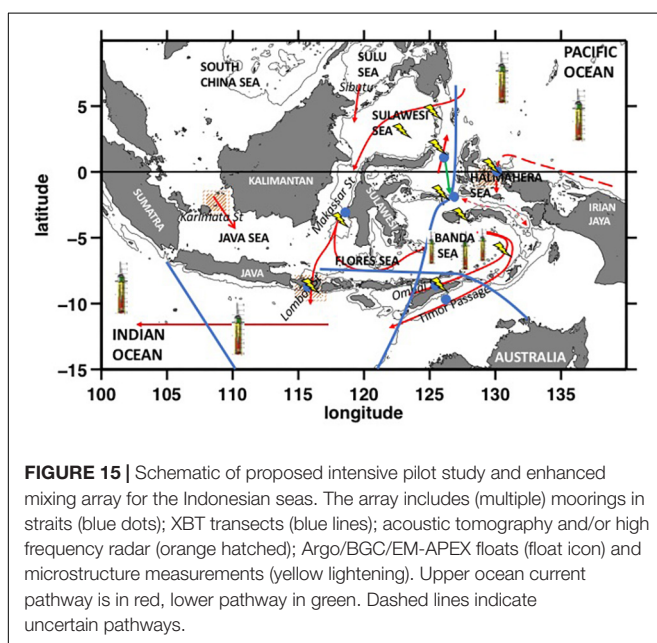 15
10
5
0
−5
−10
−15
latitude
100 105 110 115 120 125 130 135
longitude
SOUTH
CHINA SEA
SULU
SEA
Sibutu
PACIFIC
OCEAN
SULAWESI
SEA
HALMAHERA
SEA
KALIMANTAN
SUMATRA
Karimata St
Makassar St.
SULAWESI
IRIAN
JAYA
JAVA SEA
BANDA
SEA
FLORES SEA
JAVA
Lombok
Ombai
Timor Passage
INDIAN
OCEAN
AUSTRALIA
FIGURE 15 | Schematic of proposed intensive pilot study and enhanced
mixing array for the Indonesian seas. The array includes (multiple) moorings in
straits (blue dots); XBT transects (blue lines); acoustic tomography and/or high
frequency radar (orange hatched); Argo/BGC/EM-APEX floats (float icon) and
microstructure measurements (yellow lightening). Upper ocean current
pathway is in red, lower pathway in green. Dashed lines indicate
uncertain pathways.